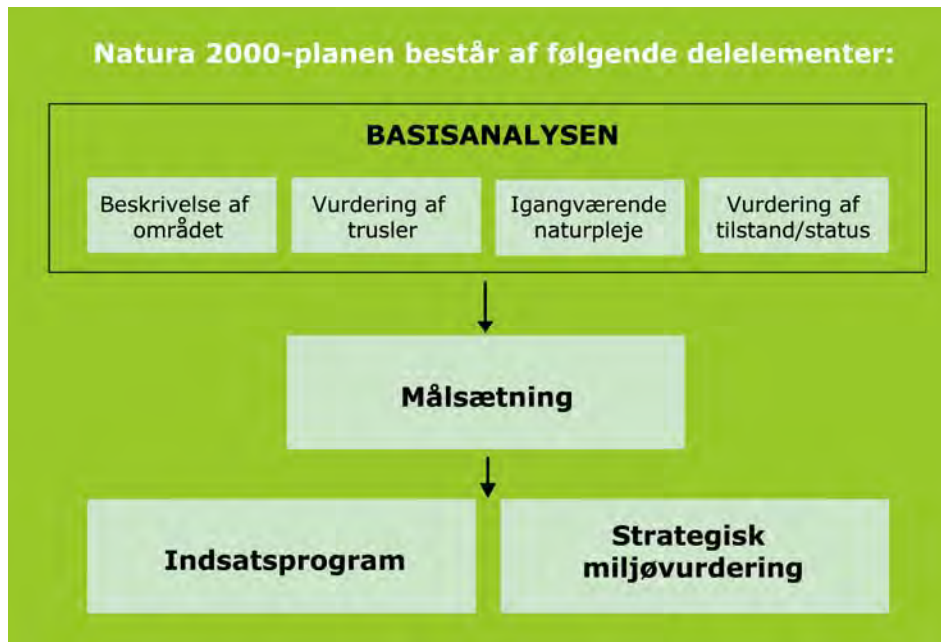 Natura 2000-planen består af følgende delelementer:
BASISANALYSEN
Beskrivelse af
området
Vurdering af
trusler
Igangværende
naturpleje
Vurdering af
tilstand/status
Målsætning
Indsatsprogram
Strategisk
miljøvurdering